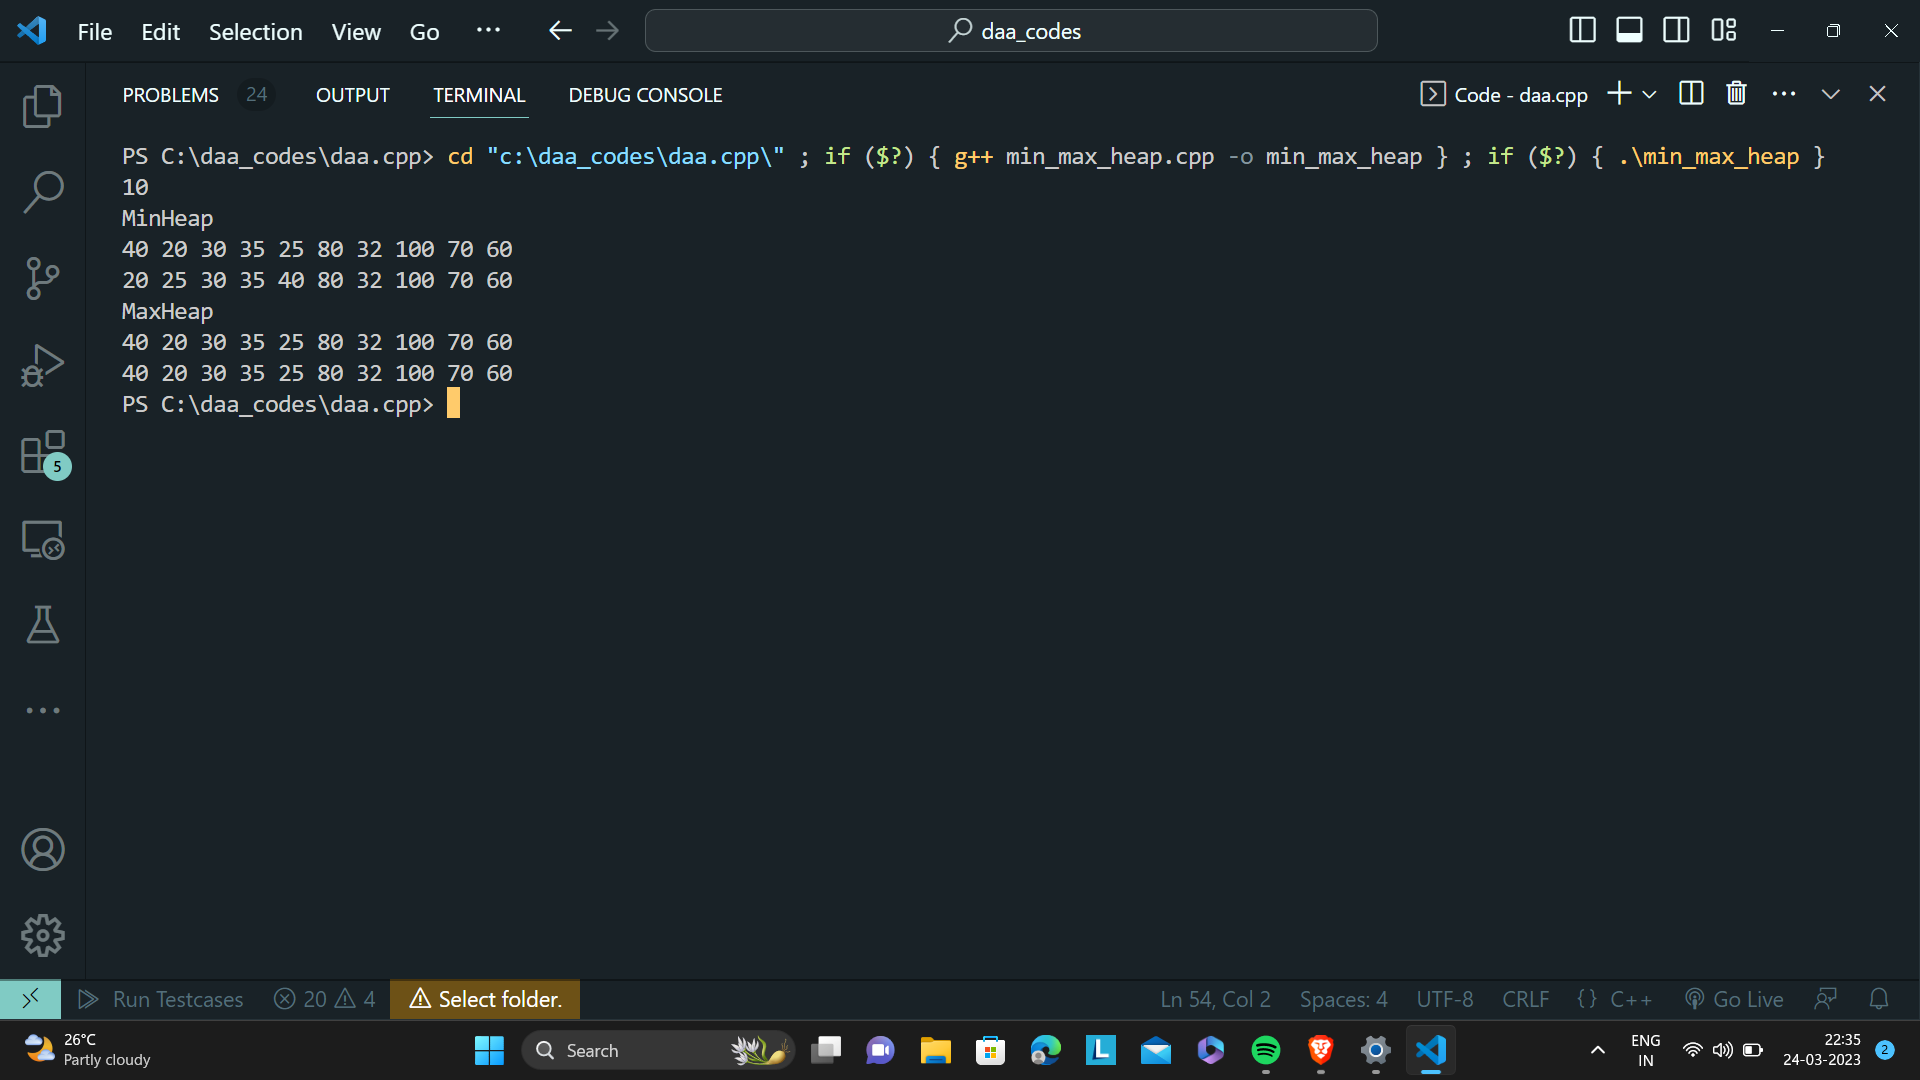 File Edit Selection View Go ··· daa_codes
PROBLEMS 24 OUTPUT TERMINAL DEBUG CONSOLE Code - daa.cpp
PS C:\daa_codes\daa.cpp> cd "c:\daa_codes\daa.cpp\" ; if ($?) { g++ min_max_heap.cpp -o min_max_heap } ; if ($?) { .\min_max_heap }
10
MinHeap
40 20 30 35 25 80 32 100 70 60
20 25 30 35 40 80 32 100 70 60
MaxHeap
40 20 30 35 25 80 32 100 70 60
40 20 30 35 25 80 32 100 70 60
PS C:\daa_codes\daa.cpp>
5
Run Testcases 20 4 Select folder. Ln 54, Col 2 Spaces: 4 UTF-8 CRLF {} C++ Go Live
26°C
Partly cloudy
Search
L
ENG
IN
22:35
24-03-2023
2